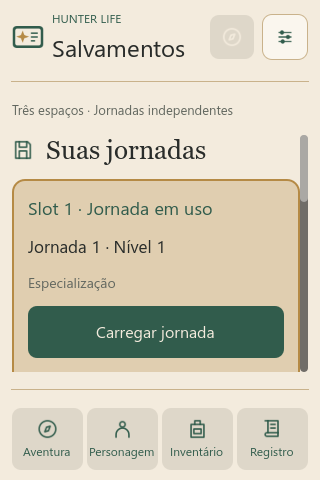 HUNTER LIFE
Salvamentos
Três espaços · Jornadas independentes
Suas jornadas
Slot 1 · Jornada em uso
Jornada 1 · Nível 1
Especialização
Carregar jornada
Aventura
Personagem
Inventário
Registro